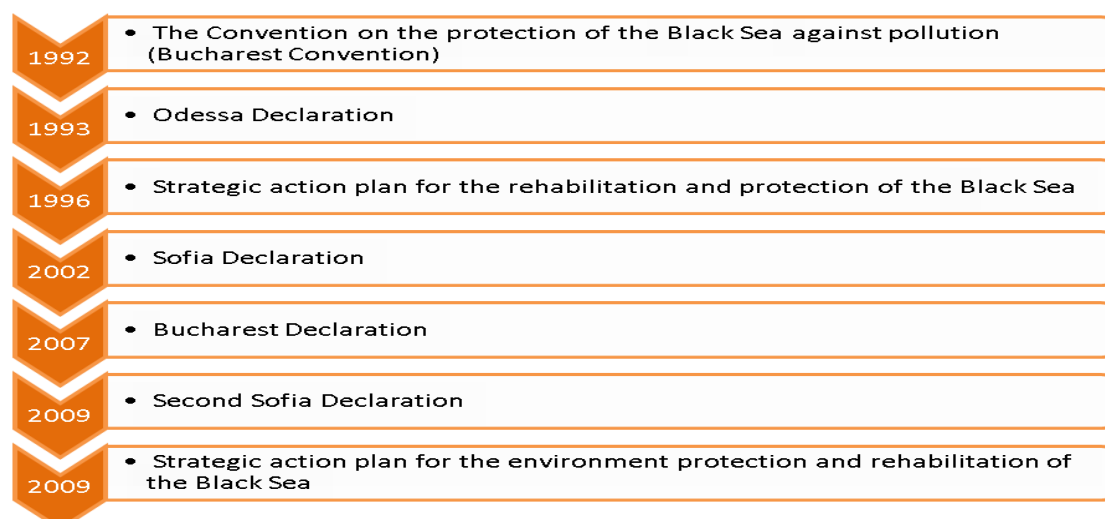 1992
• The Convention on the protection of the Black Sea against pollution
(Bucharest Convention)
1993
• Odessa Declaration
1996
• Strategic action plan for the rehabilitation and protection of the Black Sea
2002
• Sofia Declaration
2007
• Bucharest Declaration
2009
• Second Sofia Declaration
2009
• Strategic action plan for the environment protection and rehabilitation of
the Black Sea